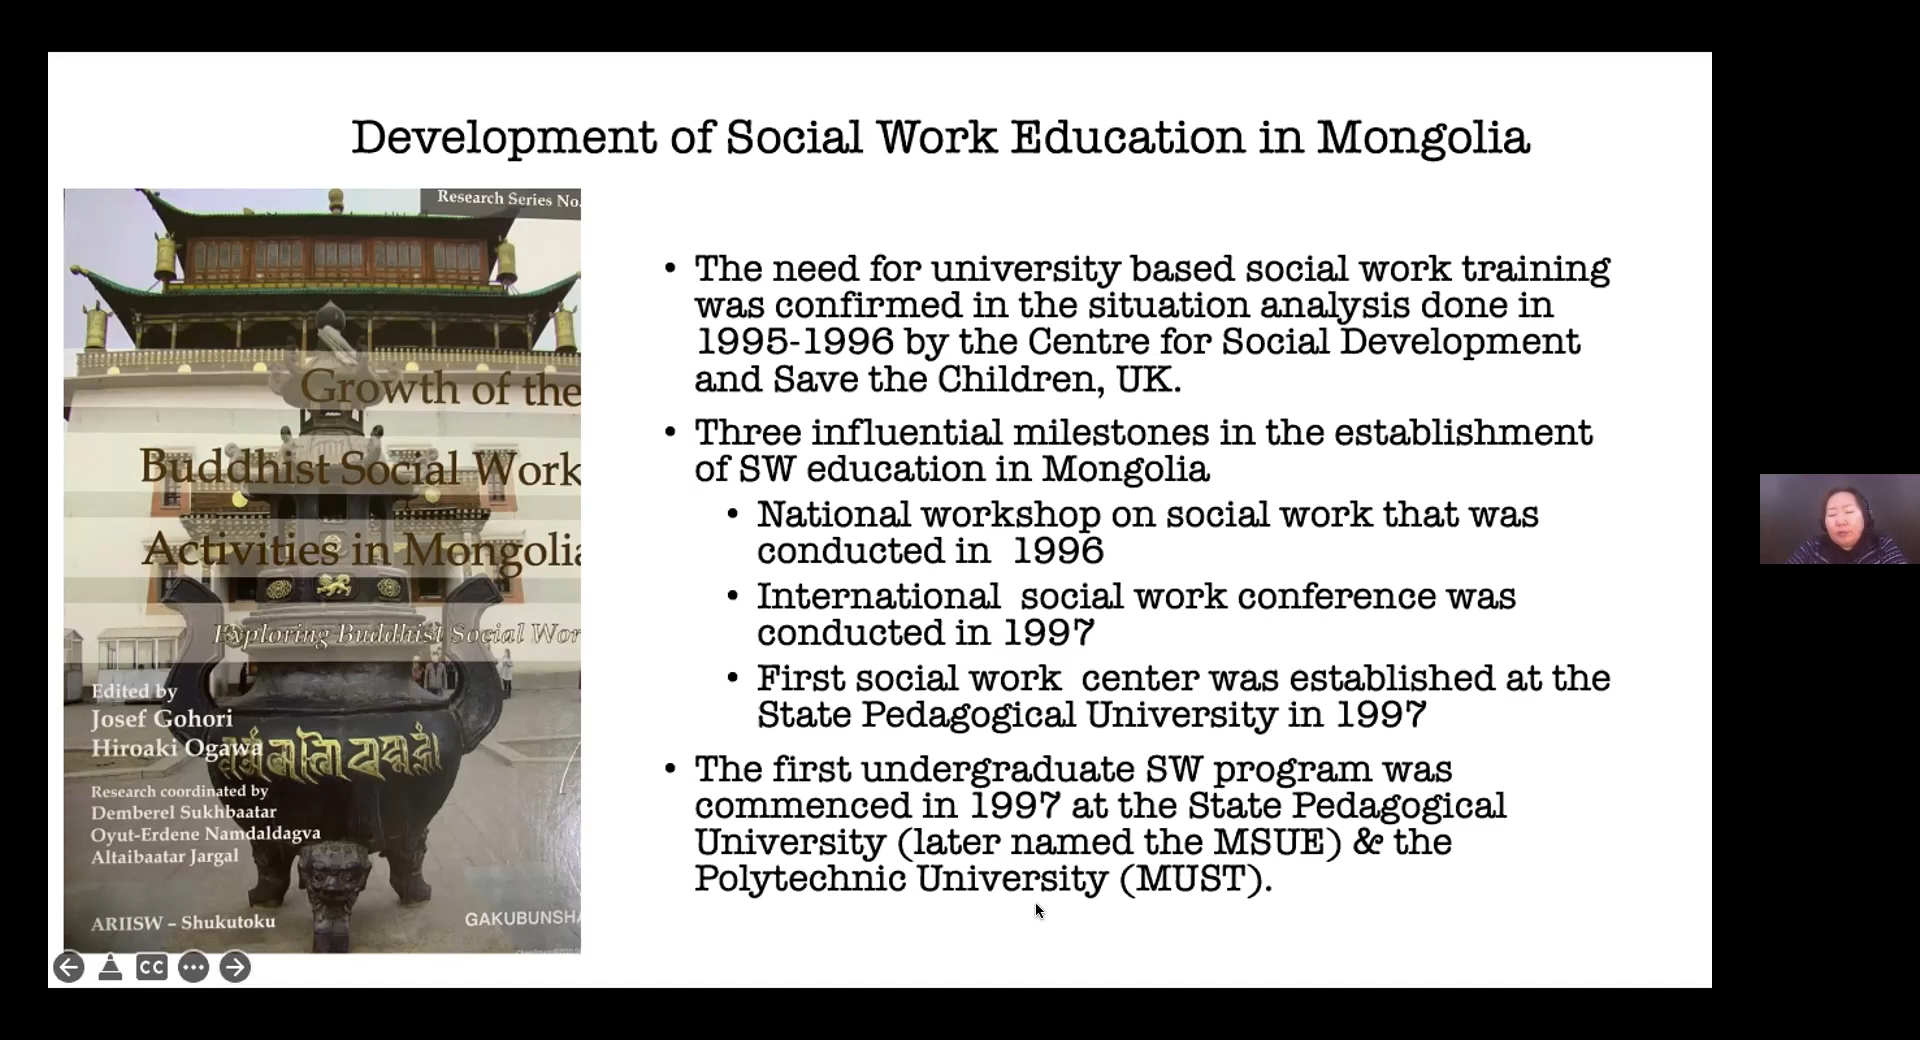 Development of Social Work Education in Mongolia
Research Series No.
Growth of the
Buddhist Social Work
Activities in Mongolia
Exploring Buddhist Social Wor
Edited by
Josef Gohori
Hiroaki Ogawa
Research coordinated by
Demberel Sukhbaatar
Oyut-Erdene Namdaldagva
Altaibaatar Jargal
ARIISW – Shukutoku
GAKUBUNSHA
• The need for university based social work training
was confirmed in the situation analysis done in
1995-1996 by the Centre for Social Development
and Save the Children, UK.
• Three influential milestones in the establishment
of SW education in Mongolia
• National workshop on social work that was
conducted in 1996
• International social work conference was
conducted in 1997
• First social work center was established at the
State Pedagogical University in 1997
• The first undergraduate SW program was
commenced in 1997 at the State Pedagogical
University (later named the MSUE) & the
Polytechnic University (MUST).
CC